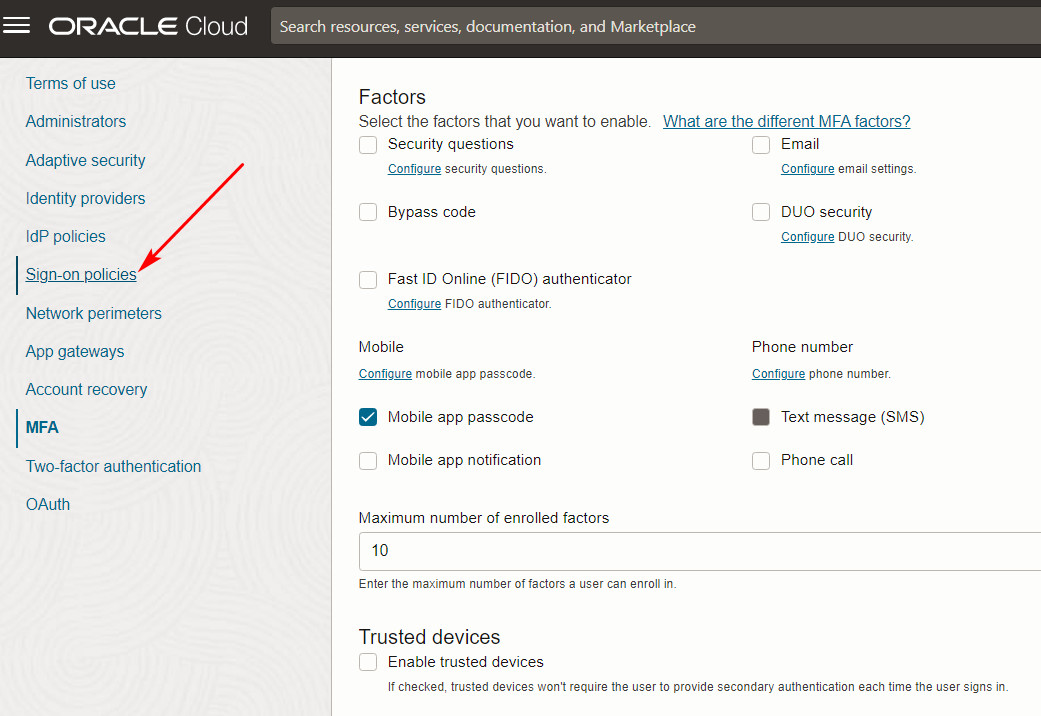 ORACLE Cloud
Search resources, services, documentation, and Marketplace
Terms of use
Administrators
Adaptive security
Identity providers
IdP policies
Sign-on policies
Network perimeters
App gateways
Account recovery
MFA
Two-factor authentication
OAuth
Factors
Select the factors that you want to enable. What are the different MFA factors?
Security questions
Configure security questions.
Email
Configure email settings.
Bypass code
DUO security
Configure DUO security.
Fast ID Online (FIDO) authenticator
Configure FIDO authenticator.
Mobile
Configure mobile app passcode.
Mobile app passcode
Mobile app notification
Phone number
Configure phone number.
Text message (SMS)
Phone call
Maximum number of enrolled factors
10
Enter the maximum number of factors a user can enroll in.
Trusted devices
Enable trusted devices
If checked, trusted devices won't require the user to provide secondary authentication each time the user signs in.